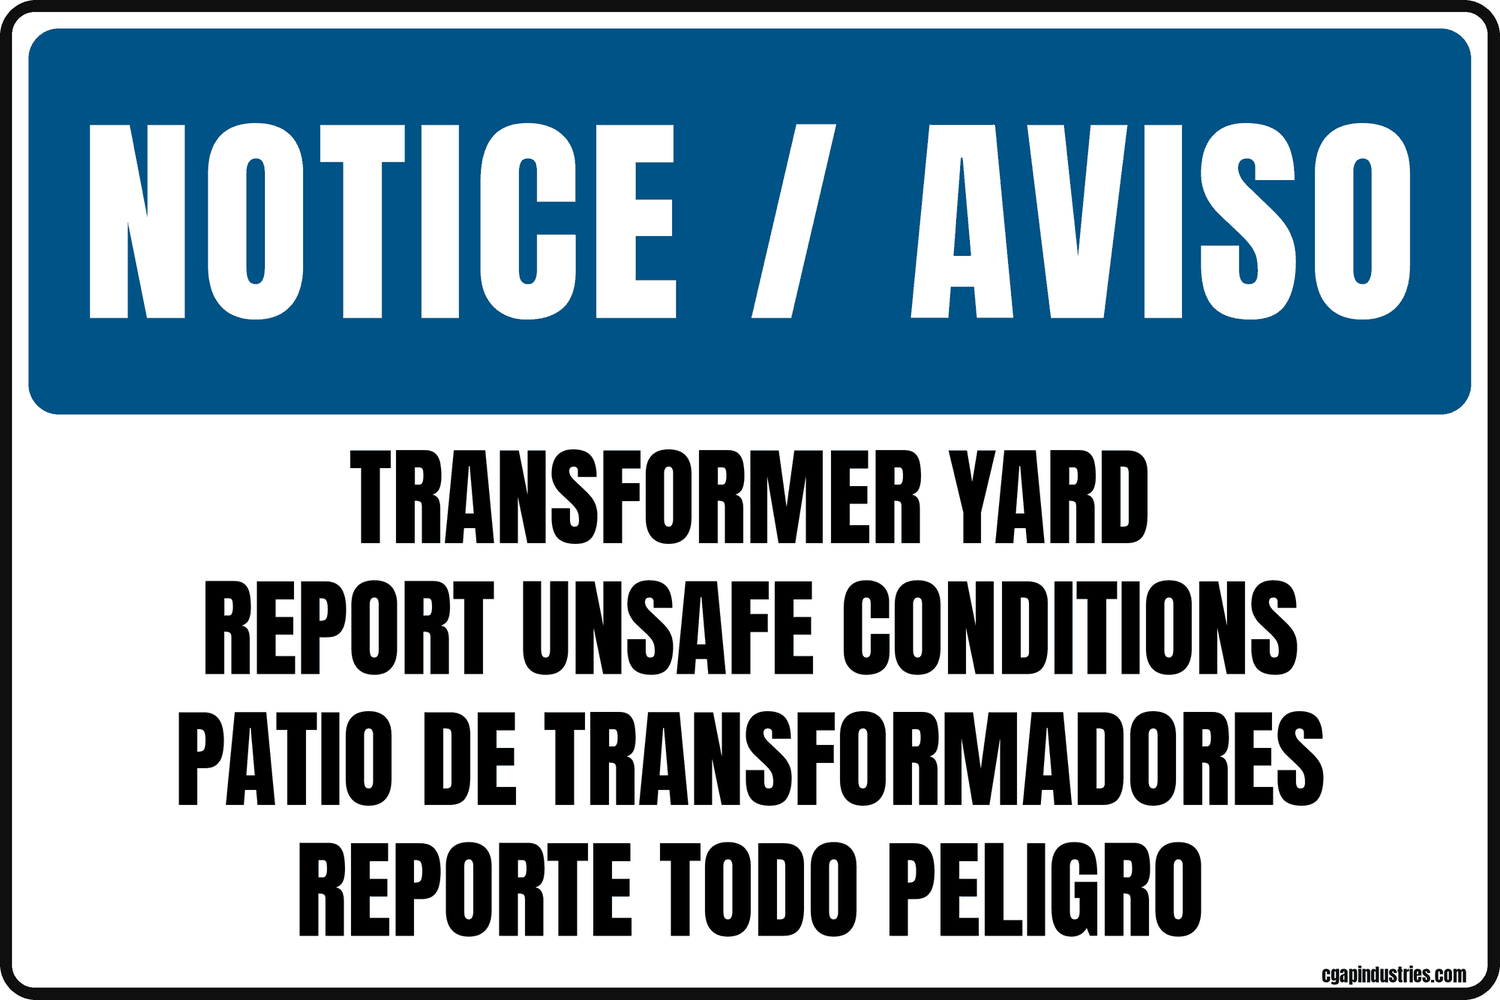 NOTICE / AVISO
TRANSFORMER YARD
REPORT UNSAFE CONDITIONS
PATIO DE TRANSFORMADORES
REPORTE TODO PELIGRO
cgapindustries.com